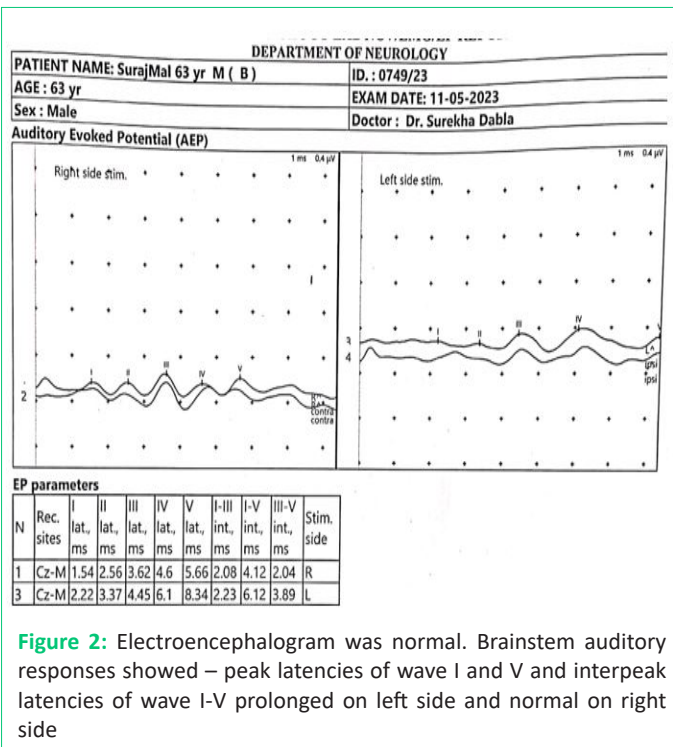 DEPARTMENT OF NEUROLOGY
PATIENT NAME: SurajMal 63 yr M ( B )
ID. : 0749/23
AGE : 63 yr
EXAM DATE: 11-05-2023
Sex : Male
Doctor : Dr. Surekha Dabla
Auditory Evoked Potential (AEP)
1 ms 0.4 µV
Right side stim.
I II III IV V
2
contra
contra
1 ms 0.4 µV
Left side stim.
I II III IV V
3
4
ipsi
ipsi
EP parameters
N Rec. sites I lat., ms II lat., ms III lat., ms IV lat., ms V lat., ms I-III int., ms I-V int., ms III-V int., ms Stim. side
1 Cz-M 1.54 2.56 3.62 4.6 5.66 2.08 4.12 2.04 R
3 Cz-M 2.22 3.37 4.45 6.1 8.34 2.23 6.12 3.89 L
Figure 2: Electroencephalogram was normal. Brainstem auditory
responses showed – peak latencies of wave I and V and interpeak
latencies of wave I-V prolonged on left side and normal on right
side